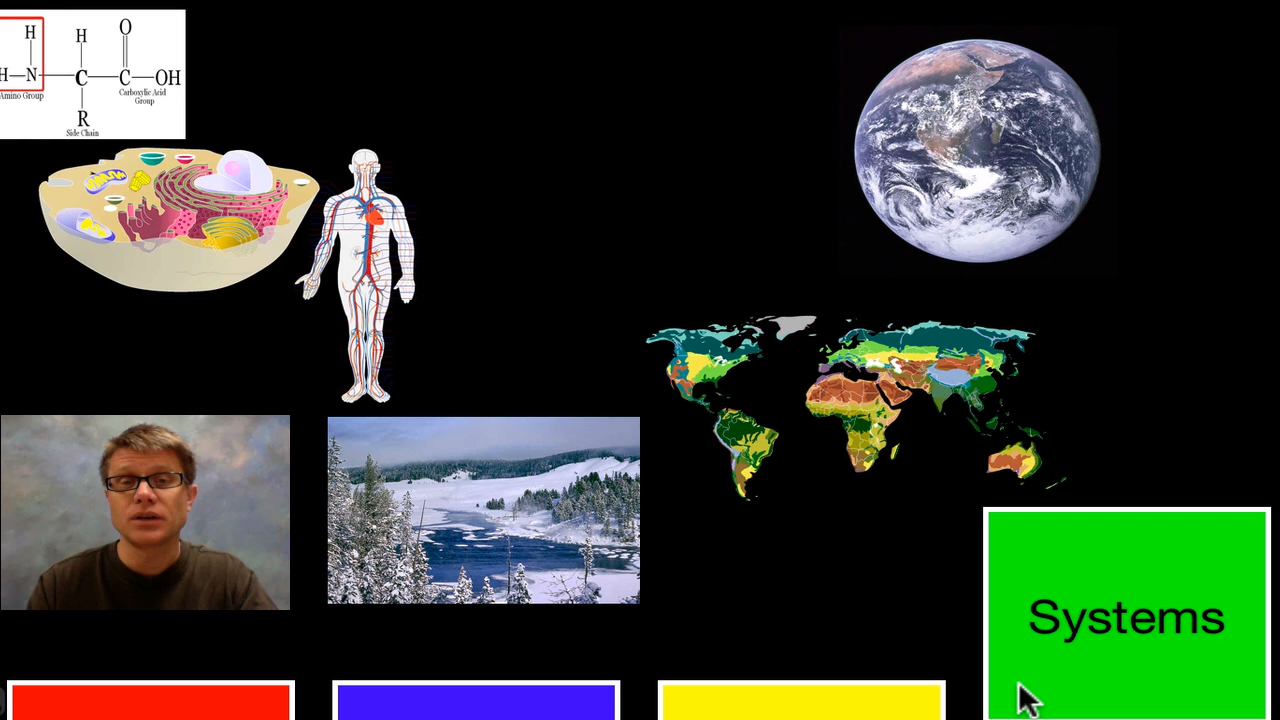 O
H H
H—N C C—OH
Amino Group Carboxylic Acid
Group
R
Side Chain
Systems